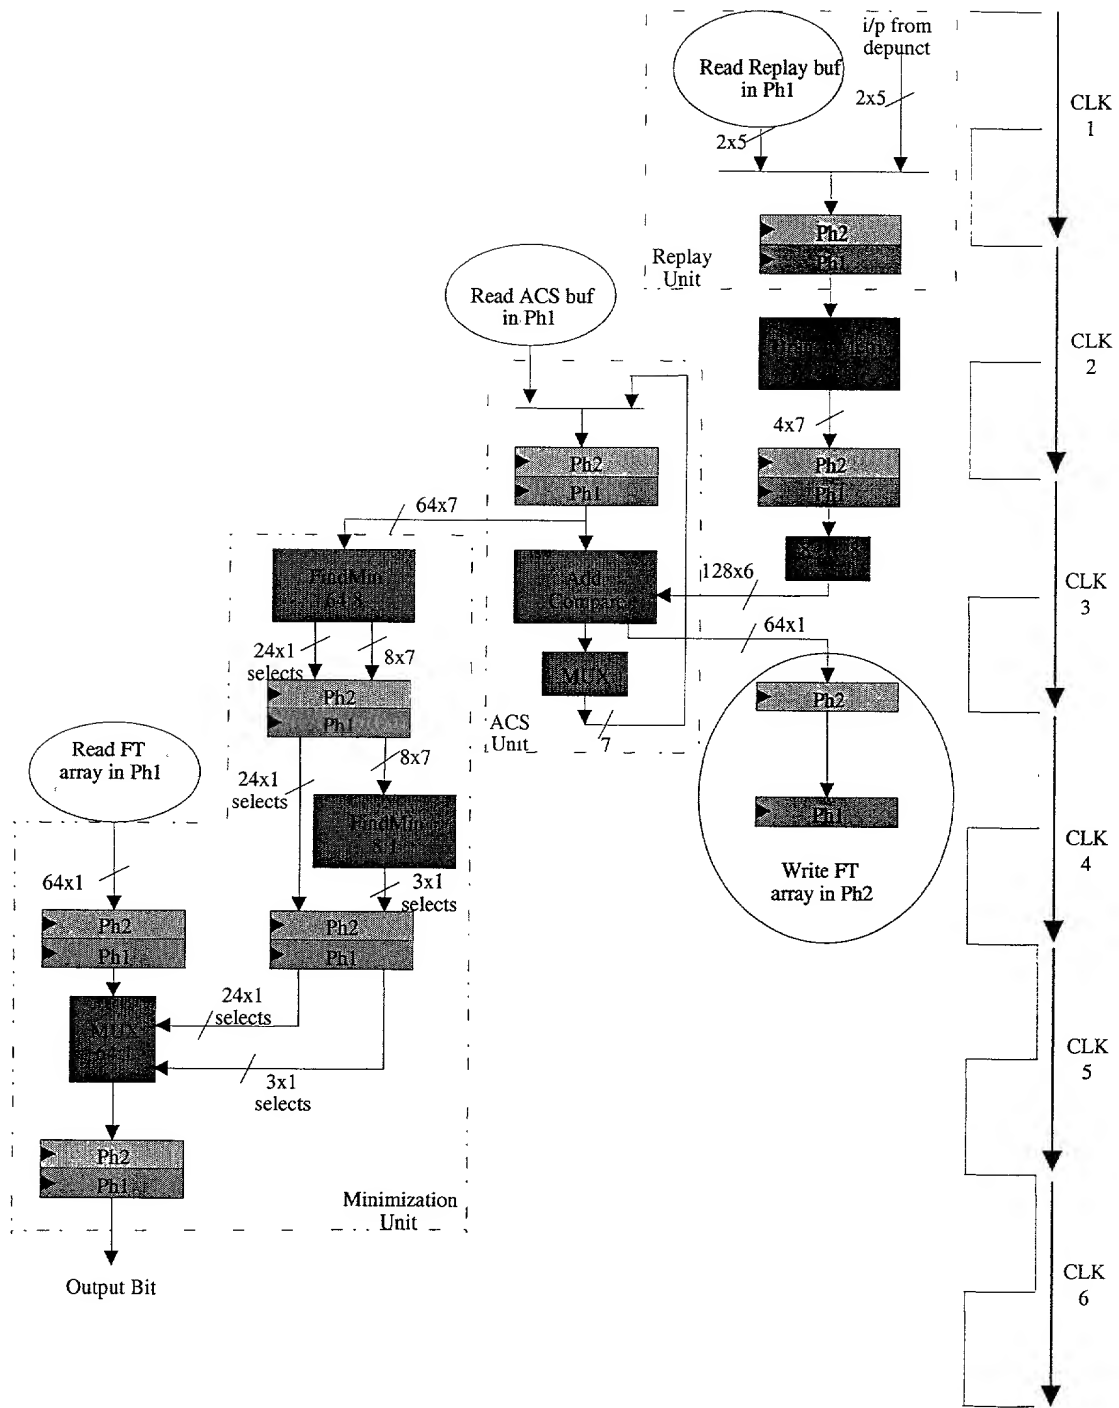 i/p from
depunct
Read Replay buf
in Ph1
2x5
2x5
CLK
1
Ph2
Ph1
Replay
Unit
Read ACS buf
in Ph1
CLK
2
4x7
Ph2
Ph1
Ph2
Ph1
64x7
FindMin
64:8
Add
Compare
128x6
CLK
3
64x1
24x1
selects
8x7
MUX
Ph2
Ph1
ACS
Unit
7
Ph2
Read FT
array in Ph1
8x7
24x1
selects
FindMin
8:1
Ph1
CLK
4
Write FT
array in Ph2
64x1
3x1
selects
Ph2
Ph1
Ph2
Ph1
24x1
selects
MUX
CLK
5
3x1
selects
Ph2
Ph1
Minimization
Unit
Output Bit
CLK
6